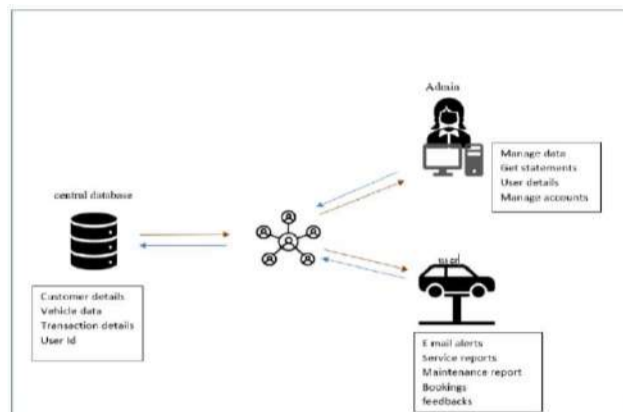 Admin
Manage data
Get statements
User details
Manage accounts
central database
Customer details
Vehicle data
Transaction details
User Id
E mail alerts
Service reports
Maintenance report
Bookings
feedbacks